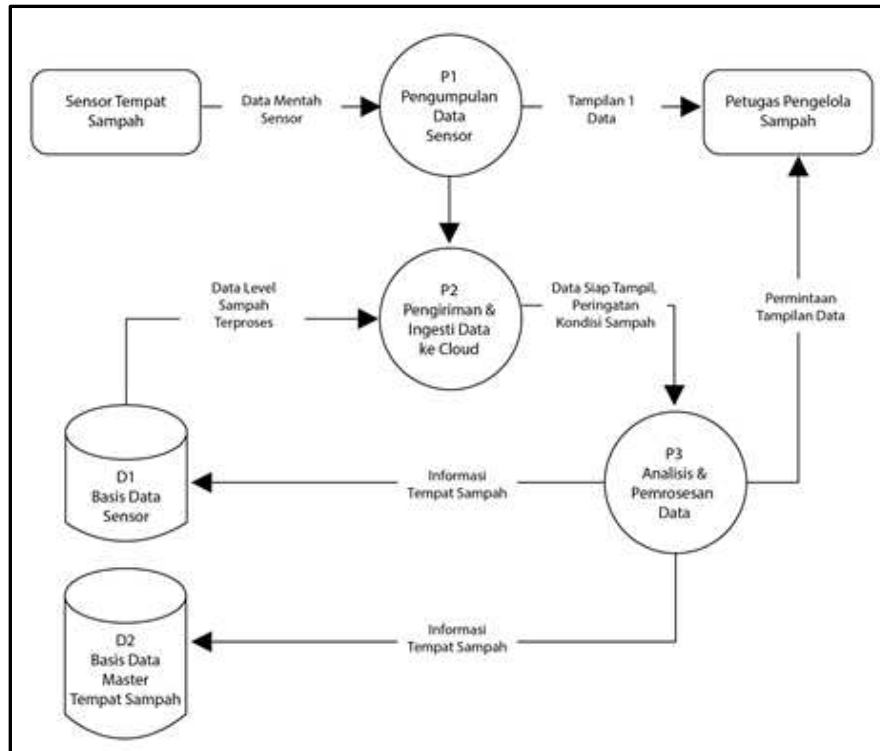 Sensor Tempat
Sampah
Data Mentah
Sensor
P1
Pengumpulan
Data
Sensor
Tampilan 1
Data
Petugas Pengelola
Sampah
Data Level
Sampah
Terproses
P2
Pengiriman &
Ingesti Data
ke Cloud
Data Siap Tampil,
Peringatan
Kondisi Sampah
Permintaan
Tampilan Data
D1
Basis Data
Sensor
Informasi
Tempat Sampah
P3
Analisis &
Pemrosesan
Data
D2
Basis Data
Master
Tempat Sampah
Informasi
Tempat Sampah